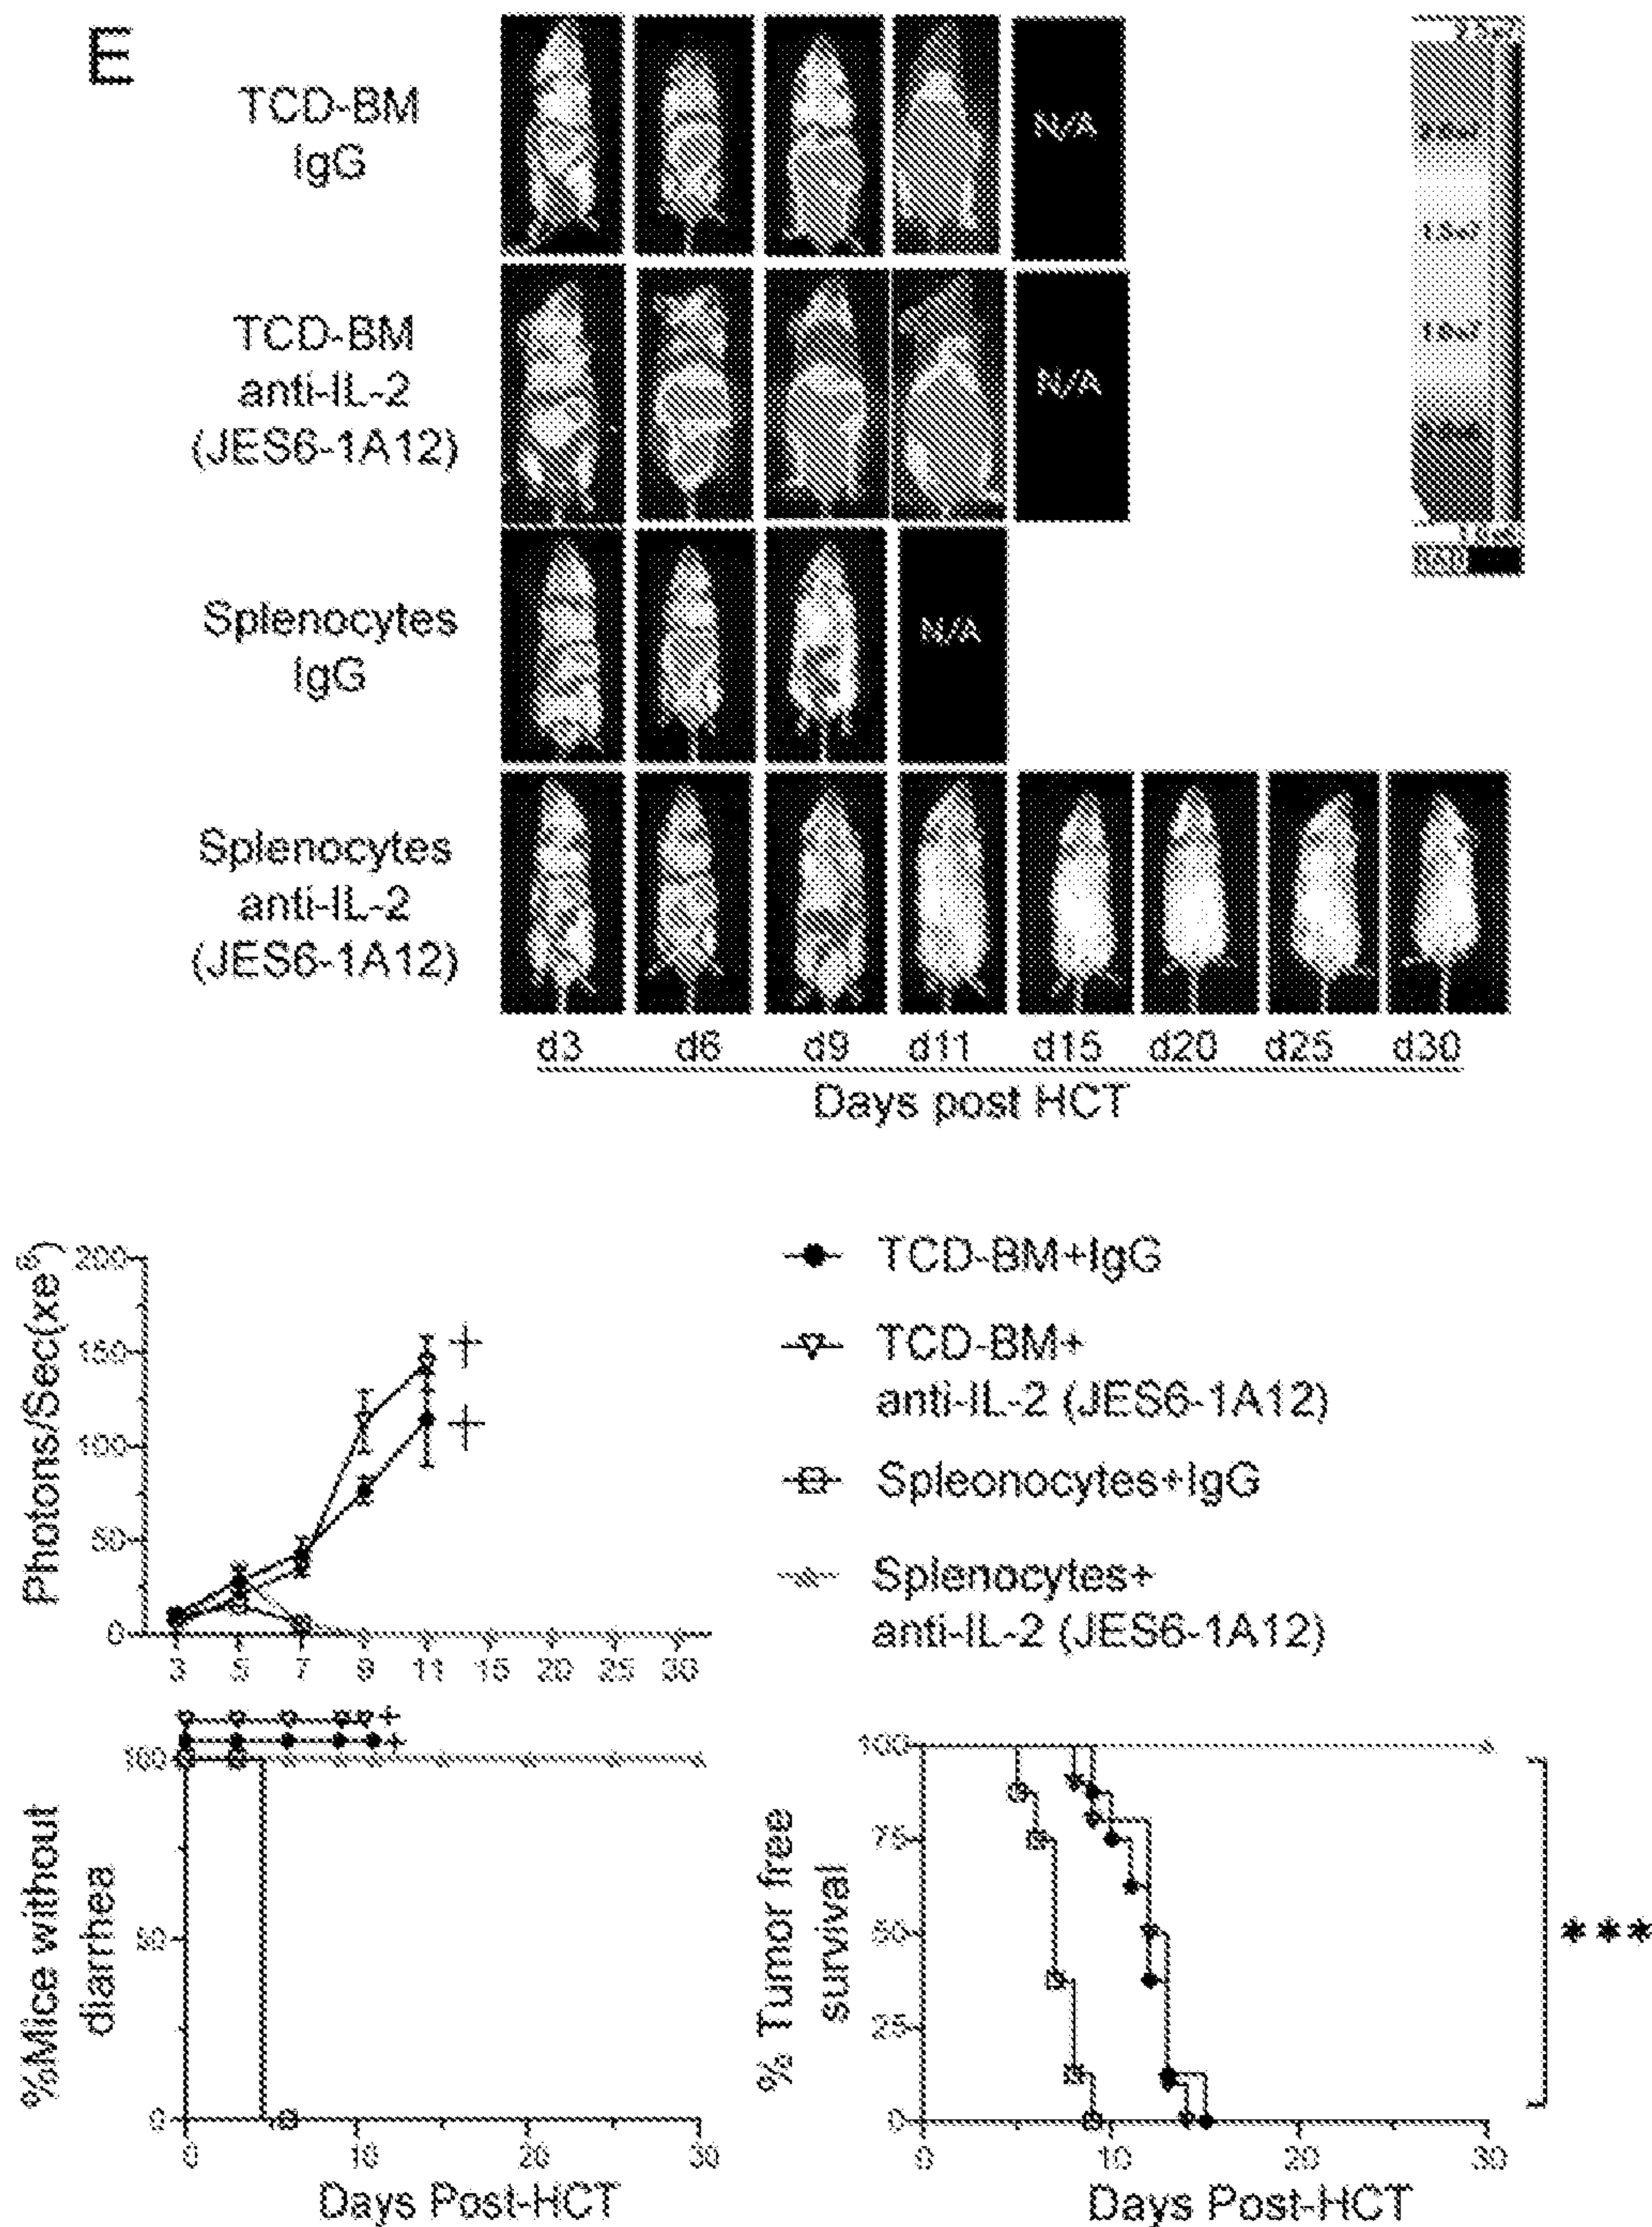 E
TCD-BM
IgG
N/A
TCD-BM
anti-IL-2
(JES6-1A12)
N/A
Splenocytes
IgG
N/A
Splenocytes
anti-IL-2
(JES6-1A12)
d3 d6 d9 d11 d15 d20 d25 d30
Days post HCT
Photons/Sec(xe⁶)
200
150
100
50
0
3 5 7 9 11 15 20 25 30
TCD-BM+IgG
TCD-BM+
anti-IL-2 (JES6-1A12)
Spleonocytes+IgG
Splenocytes+
anti-IL-2 (JES6-1A12)
%Mice without
diarrhea
100
50
0
0 10 20 30
Days Post-HCT
% Tumor free
survival
100
75
50
25
0
0 10 20 30
Days Post-HCT
***